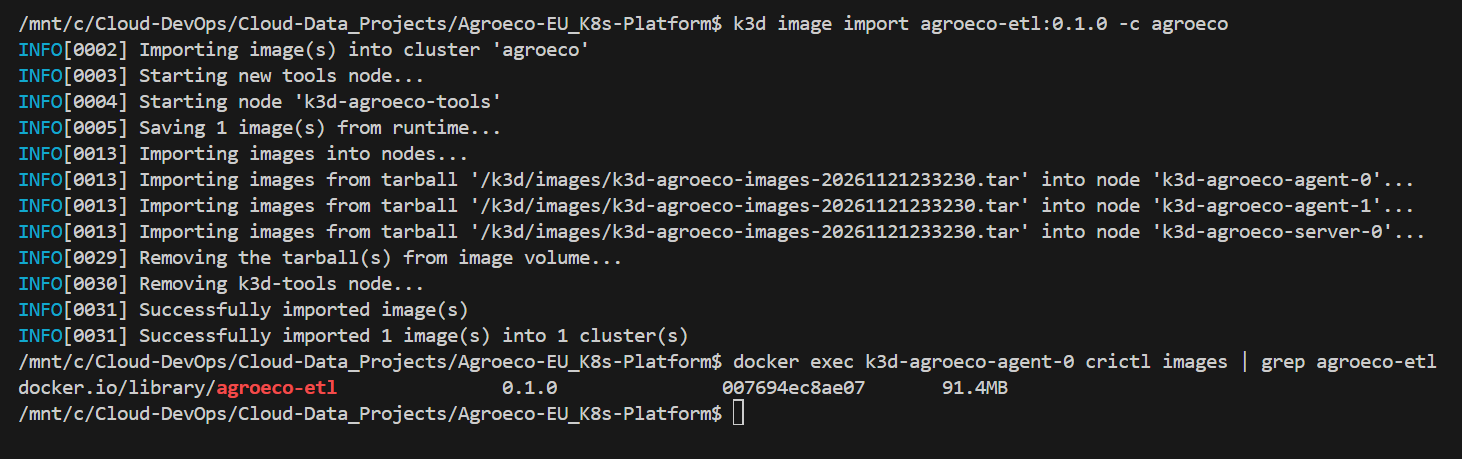 /mnt/c/Cloud-DevOps/Cloud-Data_Projects/Agroeco-EU_K8s-Platform$ k3d image import agroeco-etl:0.1.0 -c agroeco
INFO[0002] Importing image(s) into cluster 'agroeco'
INFO[0003] Starting new tools node...
INFO[0004] Starting node 'k3d-agroeco-tools'
INFO[0005] Saving 1 image(s) from runtime...
INFO[0013] Importing images into nodes...
INFO[0013] Importing images from tarball '/k3d/images/k3d-agroeco-images-20261121233230.tar' into node 'k3d-agroeco-agent-0'...
INFO[0013] Importing images from tarball '/k3d/images/k3d-agroeco-images-20261121233230.tar' into node 'k3d-agroeco-agent-1'...
INFO[0013] Importing images from tarball '/k3d/images/k3d-agroeco-images-20261121233230.tar' into node 'k3d-agroeco-server-0'...
INFO[0029] Removing the tarball(s) from image volume...
INFO[0030] Removing k3d-tools node...
INFO[0031] Successfully imported image(s)
INFO[0031] Successfully imported 1 image(s) into 1 cluster(s)
/mnt/c/Cloud-DevOps/Cloud-Data_Projects/Agroeco-EU_K8s-Platform$ docker exec k3d-agroeco-agent-0 crictl images | grep agroeco-etl
docker.io/library/agroeco-etl 0.1.0 007694ec8ae07 91.4MB
/mnt/c/Cloud-DevOps/Cloud-Data_Projects/Agroeco-EU_K8s-Platform$